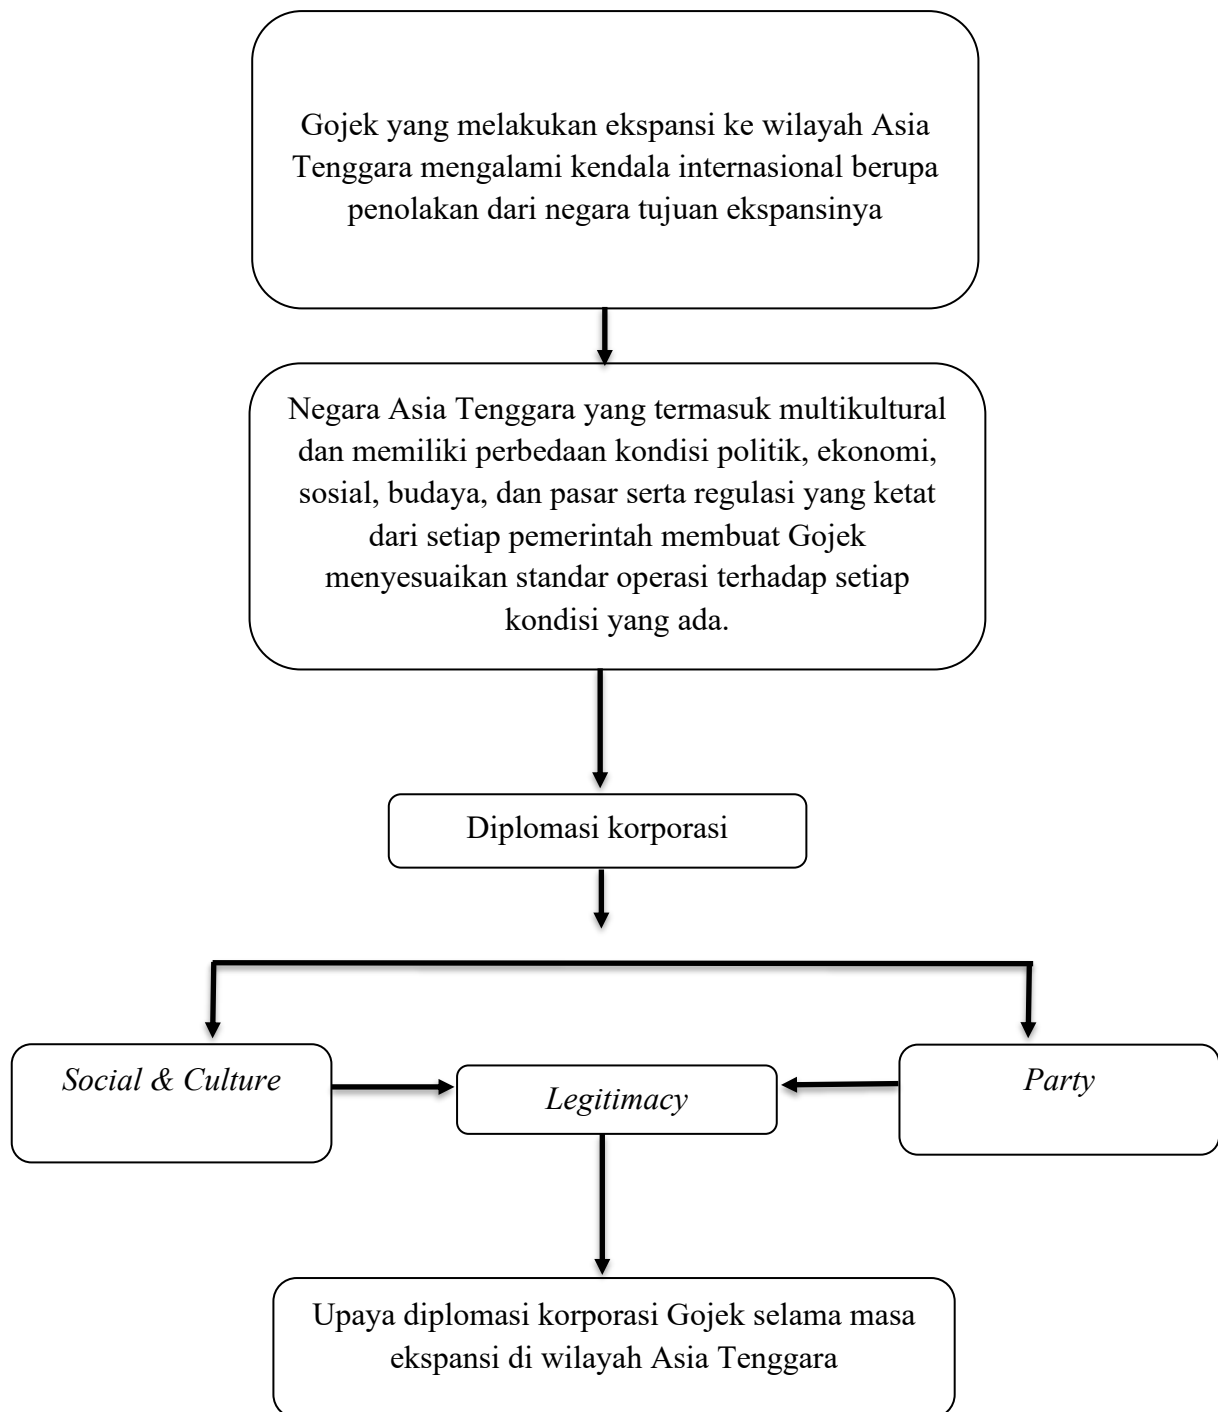 Gojek yang melakukan ekspansi ke wilayah Asia
Tenggara mengalami kendala internasional berupa
penolakan dari negara tujuan ekspansinya
Negara Asia Tenggara yang termasuk multikultural
dan memiliki perbedaan kondisi politik, ekonomi,
sosial, budaya, dan pasar serta regulasi yang ketat
dari setiap pemerintah membuat Gojek
menyesuaikan standar operasi terhadap setiap
kondisi yang ada.
Diplomasi korporasi
Social & Culture
Legitimacy
Party
Upaya diplomasi korporasi Gojek selama masa
ekspansi di wilayah Asia Tenggara